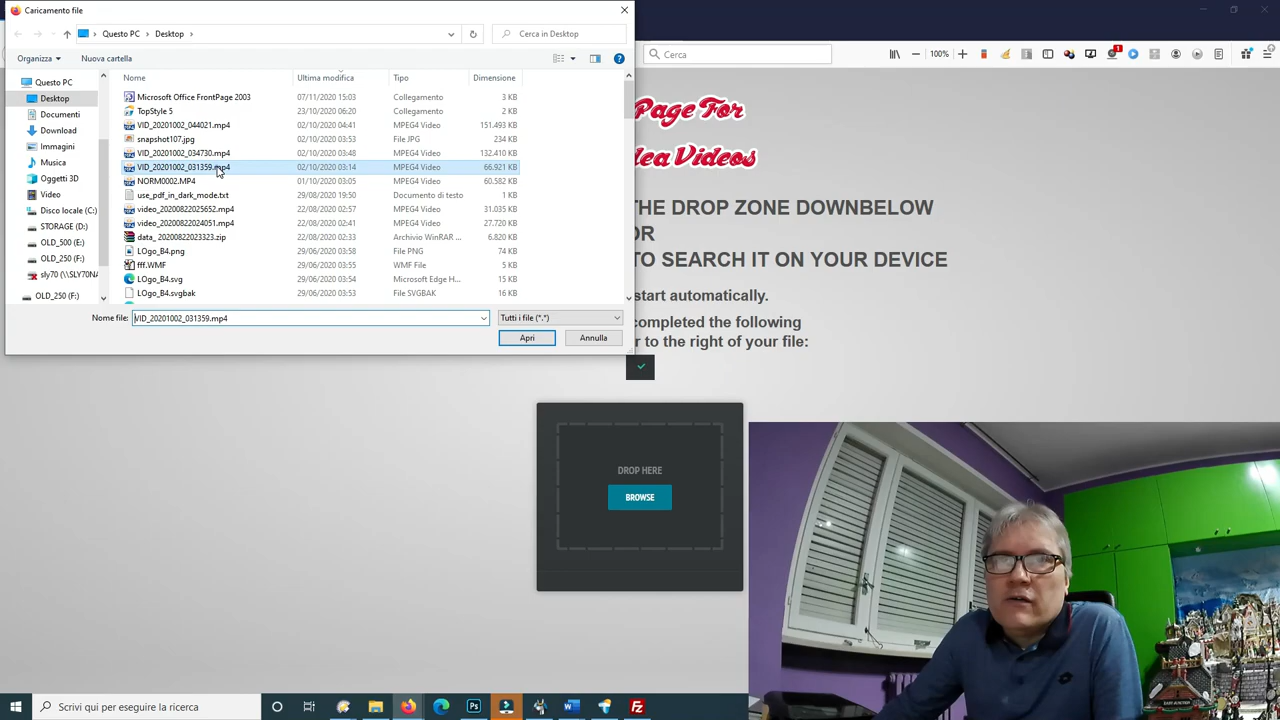 Caricamento file
Questo PC
Desktop
Cerca in Desktop
Organizza
Nuova cartella
Nome
Ultima modifica
Tipo
Dimensione
Questo PC
Desktop
Documenti
Download
Immagini
Musica
Oggetti 3D
Video
Disco locale (C:)
STORAGE (D:)
OLD_500 (E:)
OLD_250 (F:)
sly70 (\\SLY70NA
OLD_250 (F:)
Microsoft Office FrontPage 2003 07/11/2020 15:03 Collegamento 3 KB
TopStyle 5 23/10/2020 06:20 Collegamento 2 KB
VID_20201002_044021.mp4 02/10/2020 04:41 MPEG4 Video 151.493 KB
snapshot107.jpg 02/10/2020 03:53 File JPG 234 KB
VID_20201002_034730.mp4 02/10/2020 03:48 MPEG4 Video 132.410 KB
VID_20201002_031359.mp4 02/10/2020 03:14 MPEG4 Video 66.921 KB
NORM0002.MP4 01/10/2020 03:05 MPEG4 Video 60.582 KB
use_pdf_in_dark_mode.txt 29/08/2020 19:50 Documento di testo 1 KB
video_20200822025652.mp4 22/08/2020 02:57 MPEG4 Video 31.035 KB
video_20200822024051.mp4 22/08/2020 02:41 MPEG4 Video 27.720 KB
data_ 20200822023323.zip 22/08/2020 02:33 Archivio WinRAR ... 6.820 KB
LOgo_B4.png 29/06/2020 03:58 File PNG 74 KB
fff.WMF 29/06/2020 03:55 WMF File 5 KB
LOgo_B4.svg 29/06/2020 03:54 Microsoft Edge H... 15 KB
LOgo_B4.svgbak 29/06/2020 03:53 File SVGBAK 16 KB
Nome file: VID_20201002_031359.mp4
Tutti i file (*.*)
Apri
Annulla
Cerca
100%
1
Page For
dea Videos
THE DROP ZONE DOWNBELOW
OR
TO SEARCH IT ON YOUR DEVICE
start automatically.
completed the following
r to the right of your file:
DROP HERE
BROWSE
Scrivi qui per eseguire la ricerca
Ps
W
Fz